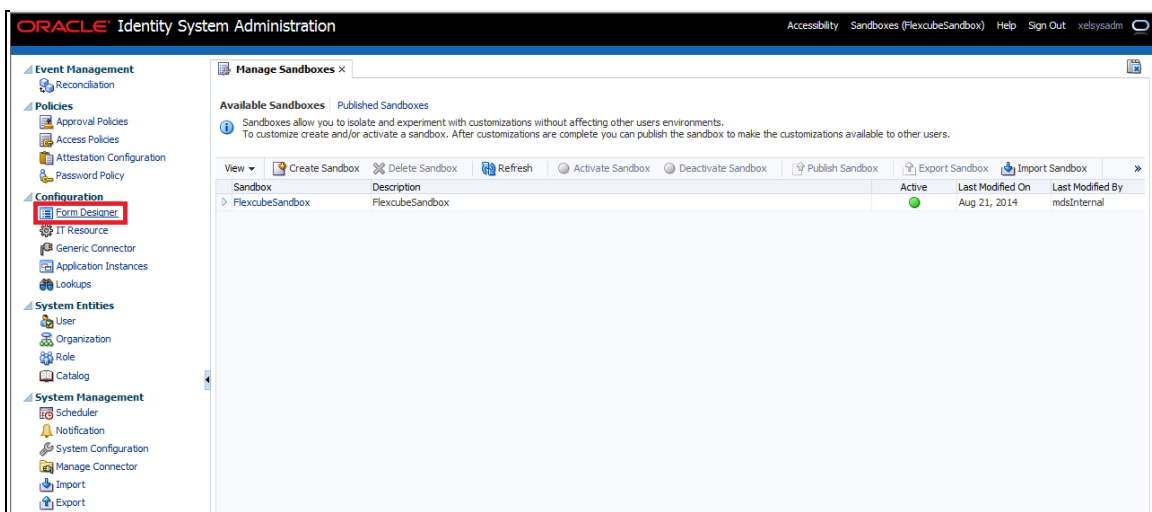 ORACLE Identity System Administration
Accessibility Sandboxes (FlexcubeSandbox) Help Sign Out xelsysadm
Event Management
Reconciliation
Policies
Approval Policies
Access Policies
Attestation Configuration
Password Policy
Configuration
Form Designer
IT Resource
Generic Connector
Application Instances
Lookups
System Entities
User
Organization
Role
Catalog
System Management
Scheduler
Notification
System Configuration
Manage Connector
Import
Export
Manage Sandboxes ×
Available Sandboxes Published Sandboxes
Sandboxes allow you to isolate and experiment with customizations without affecting other users environments.
To customize create and/or activate a sandbox. After customizations are complete you can publish the sandbox to make the customizations available to other users.
View Create Sandbox Delete Sandbox Refresh Activate Sandbox Deactivate Sandbox Publish Sandbox Export Sandbox Import Sandbox »
Sandbox Description Active Last Modified On Last Modified By
FlexcubeSandbox FlexcubeSandbox Aug 21, 2014 mdsInternal